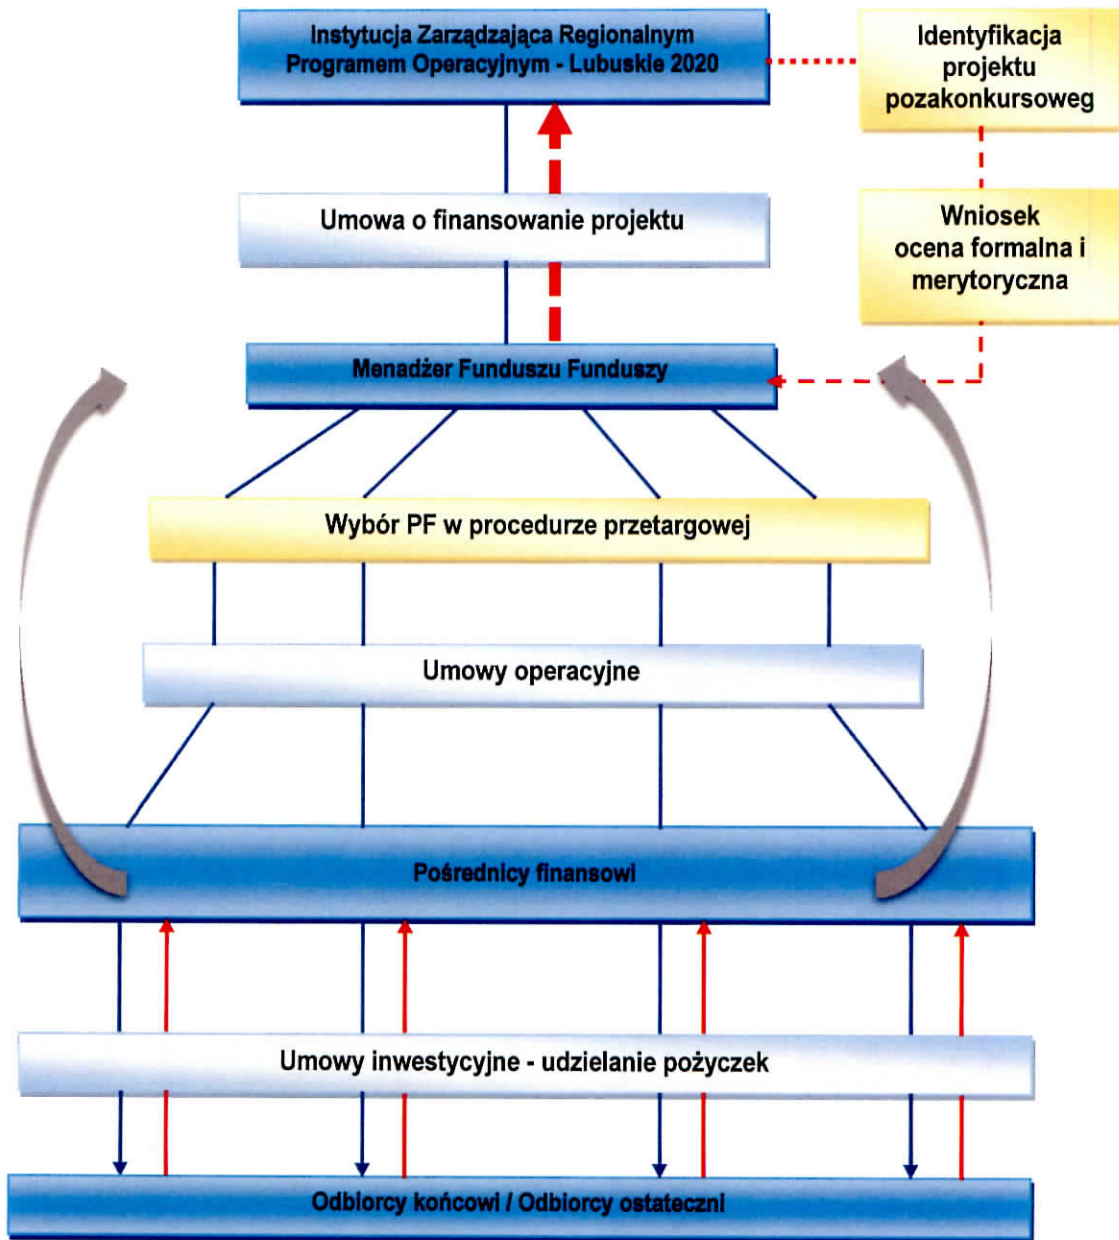 Instytucja Zarządzająca Regionalnym
Programem Operacyjnym - Lubuskie 2020
Identyfikacja
projektu
pozakonkursoweg
Umowa o finansowanie projektu
Wniosek
ocena formalna i
merytoryczna
Menadżer Funduszu Funduszy
Wybór PF w procedurze przetargowej
Umowy operacyjne
Pośrednicy finansowi
Umowy inwestycyjne - udzielanie pożyczek
Odbiorcy końcowi / Odbiorcy ostateczni